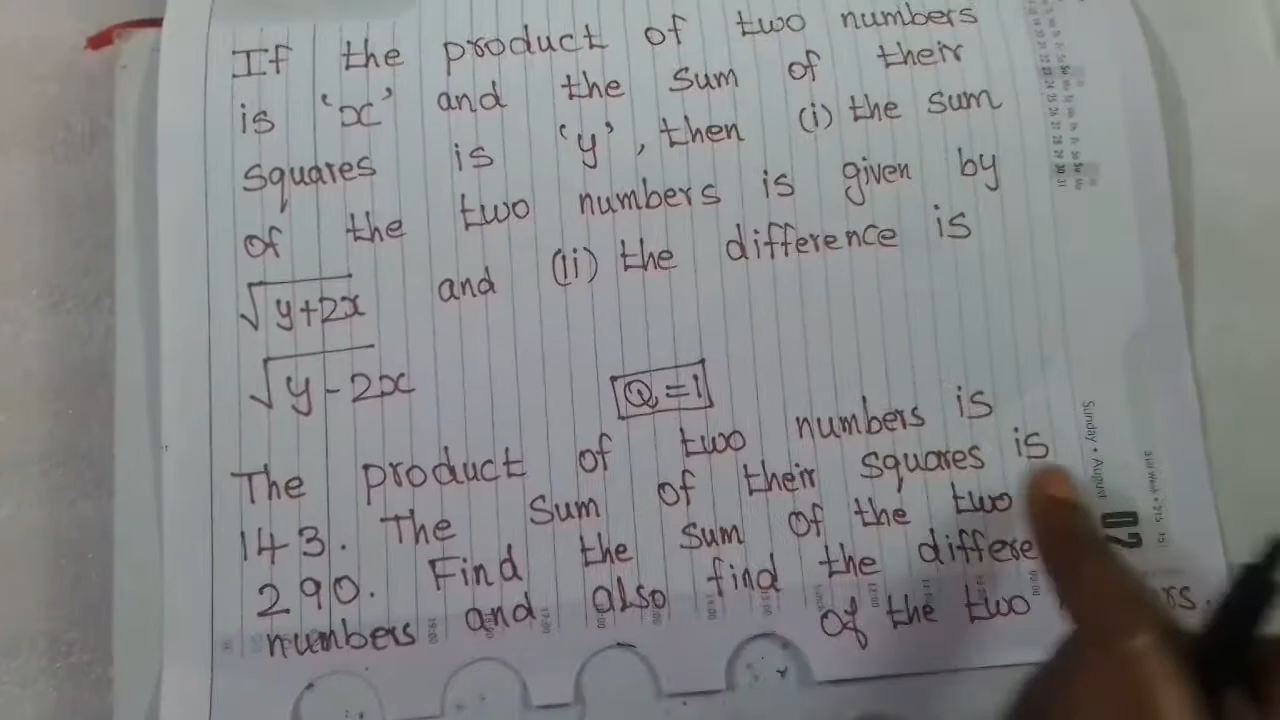 If the product of two numbers
is 'x' and the sum of their
squares is 'y', then (i) the sum
of the two numbers is given by
√y+2x and (ii) the difference is
√y-2x
Q=1
The product of two numbers is
143. The sum of their squares is
290. Find the sum of the two
numbers and also find the differe
of the two
Sunday • August 02